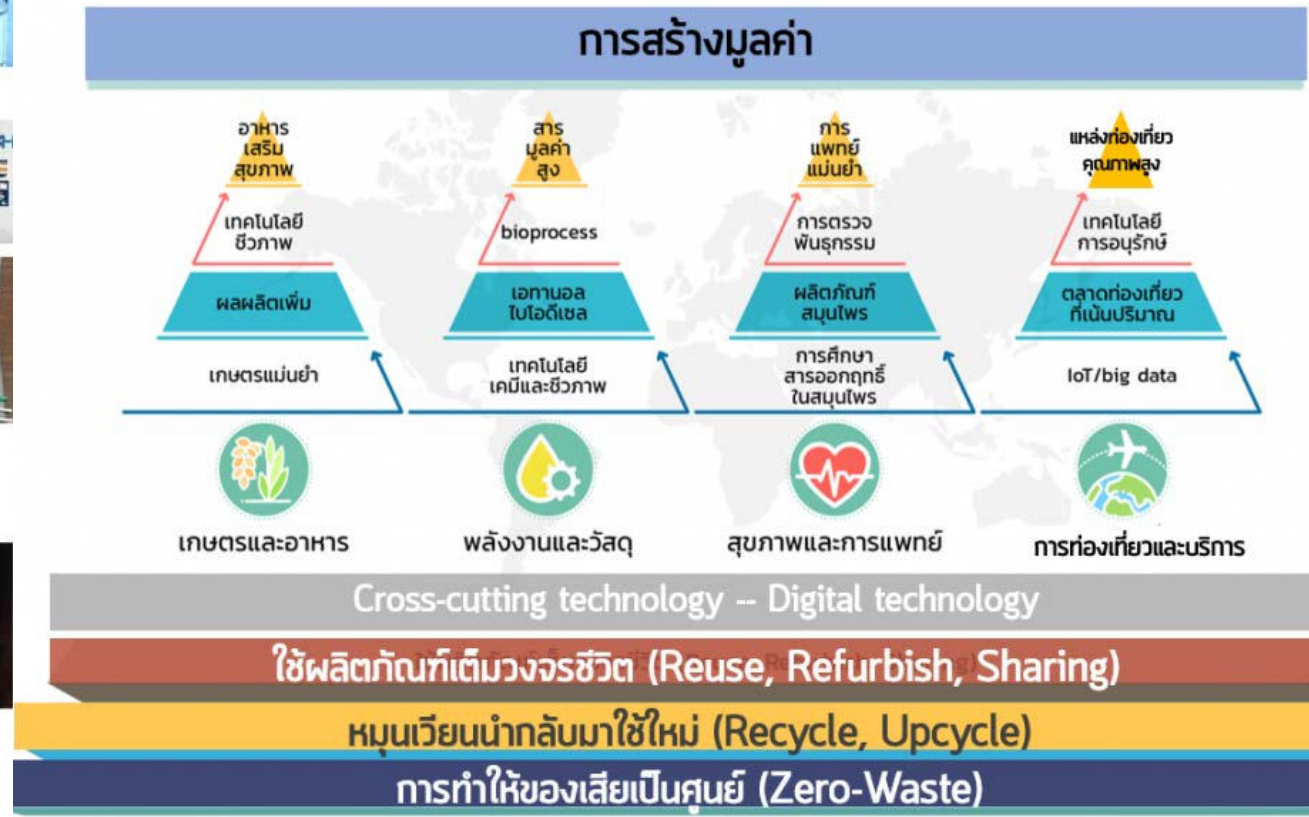 การสร้างมูลค่า
อาหาร
เสริม
สุขภาพ
เทคโนโลยี
ชีวภาพ
ผลผลิตเพิ่ม
เกษตรแม่นยำ
เกษตรและอาหาร
สาร
มูลค่า
สูง
bioprocess
เอทานอล
ไบโอดีเซล
เทคโนโลยี
เคมีและชีวภาพ
พลังงานและวัสดุ
การ
แพทย์
แม่นยำ
การตรวจ
พันธุกรรม
ผลิตภัณฑ์
สมุนไพร
การศึกษา
สารออกฤทธิ์
ในสมุนไพร
สุขภาพและการแพทย์
แหล่งท่องเที่ยว
คุณภาพสูง
เทคโนโลยี
การอนุรักษ์
ตลาดท่องเที่ยว
ที่เน้นปริมาณ
IoT/big data
การท่องเที่ยวและบริการ
Cross-cutting technology -- Digital technology
ใช้ผลิตภัณฑ์เต็มวงจรชีวิต (Reuse, Refurbish, Sharing)
หมุนเวียนนำกลับมาใช้ใหม่ (Recycle, Upcycle)
การทำให้ของเสียเป็นศูนย์ (Zero-Waste)